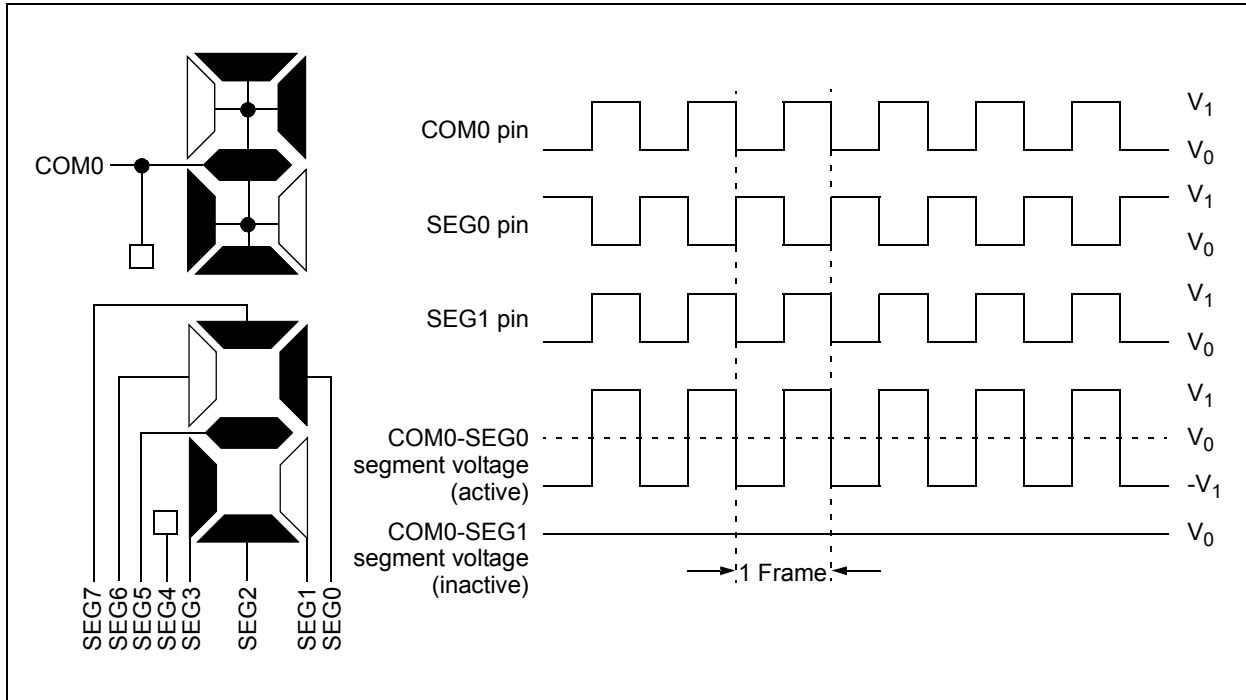 COM0
COM0 pin
V1
V0
SEG0 pin
V1
V0
SEG1 pin
V1
V0
COM0-SEG0
segment voltage
(active)
V1
V0
-V1
COM0-SEG1
segment voltage
(inactive)
V0
1 Frame
SEG7
SEG6
SEG5
SEG4
SEG3
SEG2
SEG1
SEG0